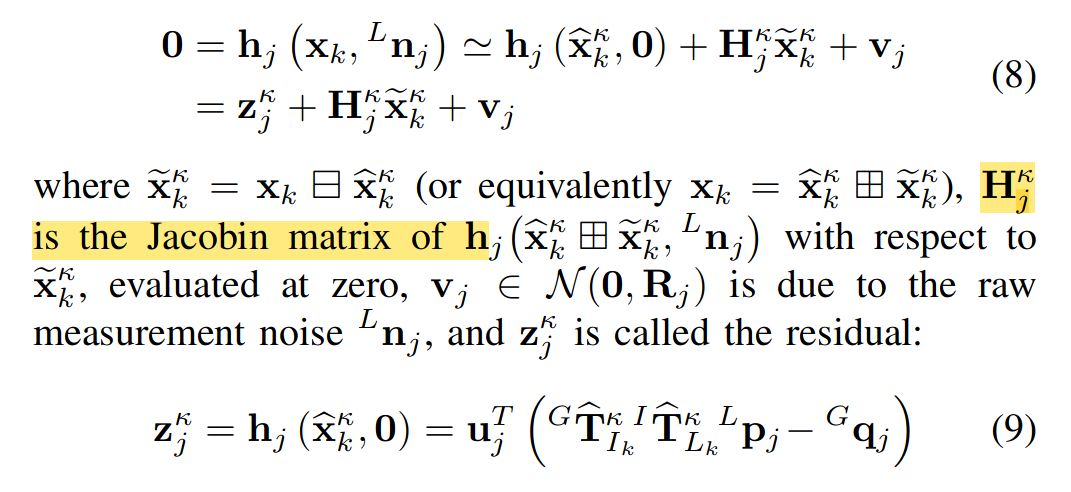 0 = h_j (x_k, ^L n_j) ≃ h_j (x̂_k^κ, 0) + H_j^κ x̃_k^κ + v_j
(8)
= z_j^κ + H_j^κ x̃_k^κ + v_j
where x̃_k^κ = x_k ⊟ x̂_k^κ (or equivalently x_k = x̂_k^κ ⊞ x̃_k^κ), H_j^κ
is the Jacobin matrix of h_j(x̂_k^κ ⊞ x̃_k^κ, ^L n_j) with respect to
x̃_k^κ, evaluated at zero, v_j ∈ 𝒩(0, R_j) is due to the raw
measurement noise ^L n_j, and z_j^κ is called the residual:
z_j^κ = h_j (x̂_k^κ, 0) = u_j^T (^G T̂_{I_k}^κ ^I T̂_{L_k}^κ ^L p_j − ^G q_j) (9)